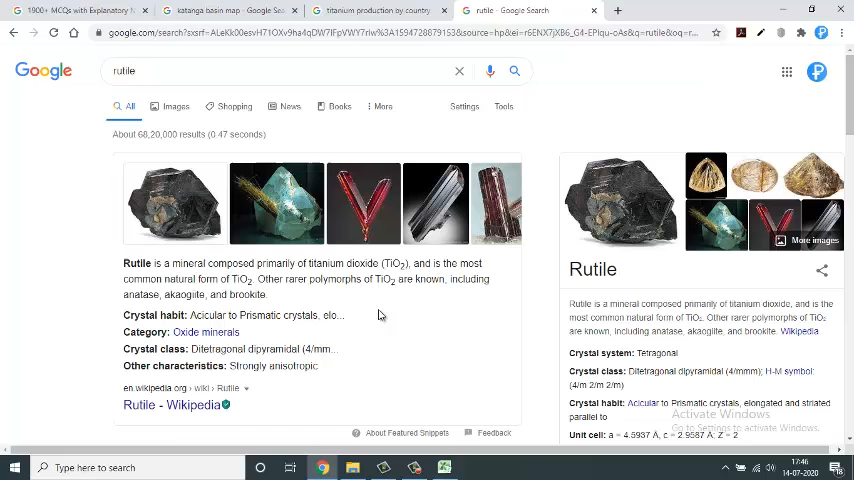 1900+ MCQs with Explanatory N
katanga basin map - Google Sea
titanium production by country
rutile - Google Search
google.com/search?sxsrf=ALeKk00esvH71OXv9ha4qDW7IFpVWY7rlw%3A1594728879153&source=hp&ei=r6ENX7jXB6_G4-EPlqu-oAs&q=rutile&oq=r...
Google
rutile
All
Images
Shopping
News
Books
More
Settings
Tools
About 68,20,000 results (0.47 seconds)
More images
Rutile is a mineral composed primarily of titanium dioxide (TiO2), and is the most
common natural form of TiO2. Other rarer polymorphs of TiO2 are known, including
anatase, akaogiite, and brookite.
Crystal habit: Acicular to Prismatic crystals, elo...
Category: Oxide minerals
Crystal class: Ditetragonal dipyramidal (4/mm...
Other characteristics: Strongly anisotropic
en.wikipedia.org › wiki › Rutile
Rutile - Wikipedia
About Featured Snippets
Feedback
Rutile
Rutile is a mineral composed primarily of titanium dioxide, and is the
most common natural form of TiO2. Other rarer polymorphs of TiO2
are known, including anatase, akaogiite, and brookite. Wikipedia
Crystal system: Tetragonal
Crystal class: Ditetragonal dipyramidal (4/mmm); H-M symbol:
(4/m 2/m 2/m)
Crystal habit: Acicular to Prismatic crystals, elongated and striated
parallel to
Unit cell: a = 4.5937 Å, c = 2.9587 Å; Z = 2
Activate Windows
Go to Settings to activate Windows.
Type here to search
17:46
14-07-2020
18